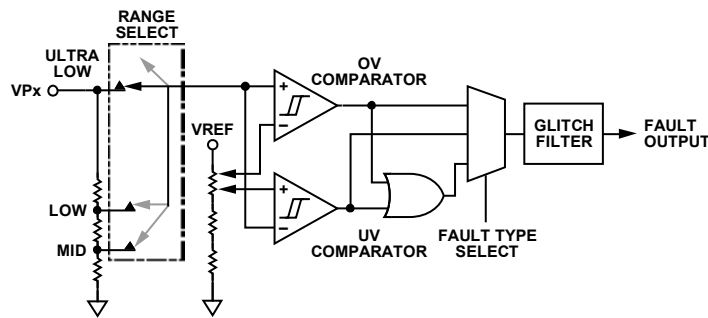 RANGE
SELECT
ULTRA
LOW
VPx
LOW
MID
VREF
+
−
OV
COMPARATOR
+
−
UV
COMPARATOR
FAULT TYPE
SELECT
GLITCH
FILTER
FAULT
OUTPUT